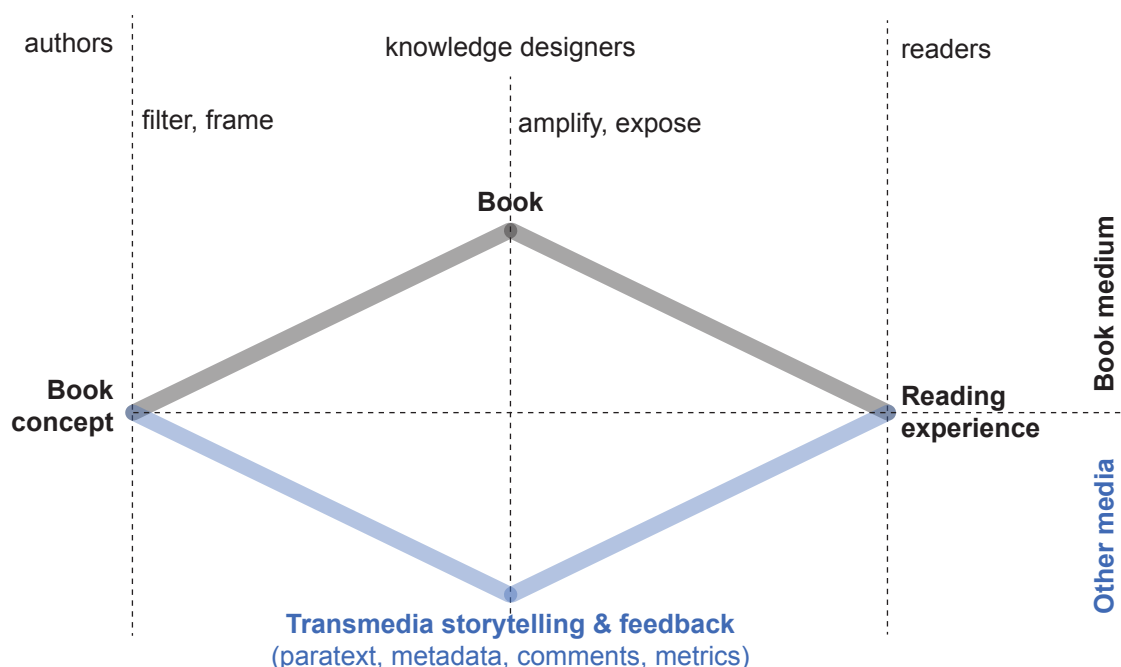 authors
knowledge designers
readers
filter, frame
amplify, expose
Book
Book medium
Book
concept
Reading
experience
Other media
Transmedia storytelling & feedback
(paratext, metadata, comments, metrics)